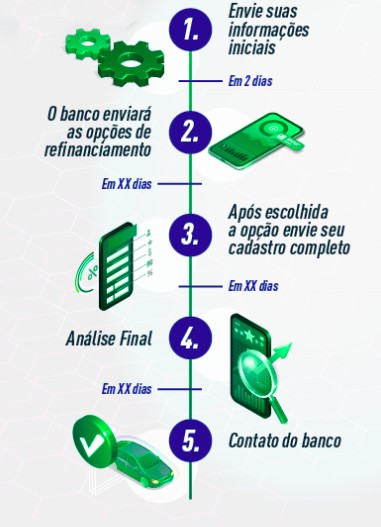 1.
Envie suas
informações
iniciais
Em 2 dias
O banco enviará
as opções de
refinanciamento
2.
Em XX dias
3.
Após escolhida
a opção envie seu
cadastro completo
%
Em XX dias
Análise Final
4.
Em XX dias
5.
Contato do banco